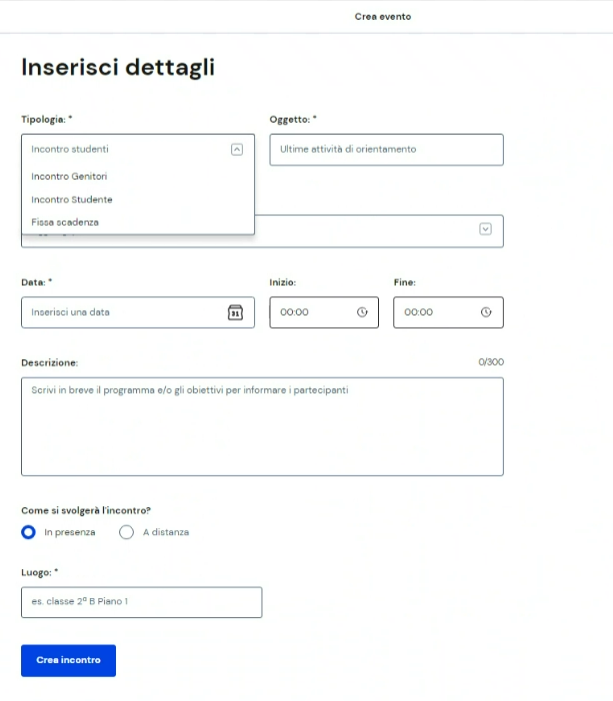 Crea evento
Inserisci dettagli
Tipologia: * Oggetto: *
Incontro studenti Ultime attività di orientamento
Incontro Genitori
Incontro Studente
Fissa scadenza
Data: * Inizio: Fine:
Inserisci una data 31 00:00 00:00
Descrizione: 0/300
Scrivi in breve il programma e/o gli obiettivi per informare i partecipanti
Come si svolgerà l'incontro?
In presenza A distanza
Luogo: *
es. classe 2ª B Piano 1
Crea incontro